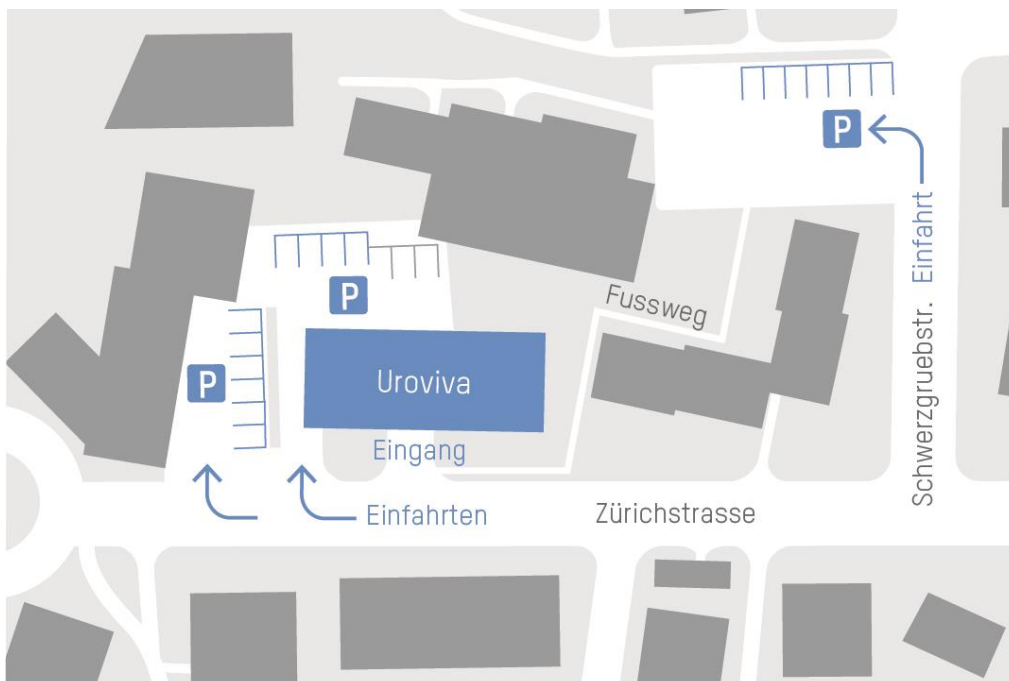 P
Einfahrt
Schwerzgruebstr.
P
Fussweg
P
Uroviva
Eingang
Einfahrten
Zürichstrasse